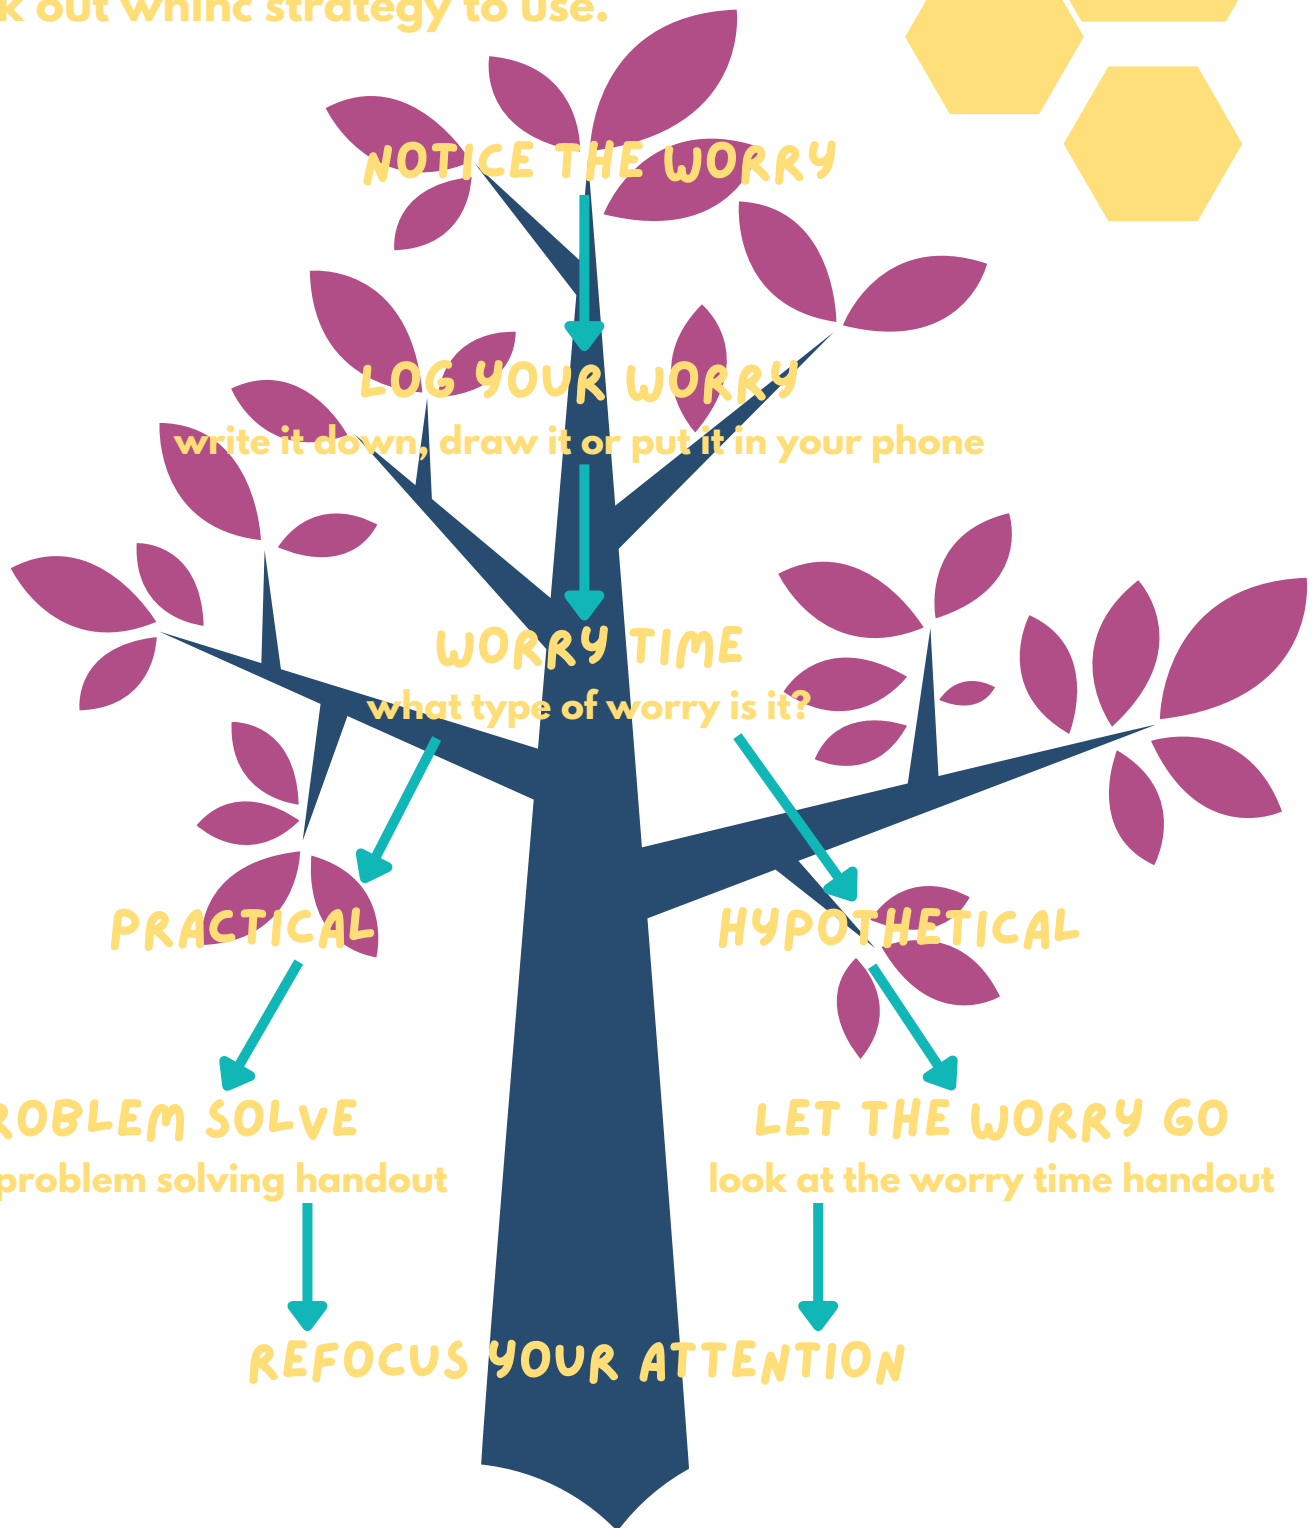 k out whinc strategy to use.
NOTICE THE WORRY
LOG YOUR WORRY
write it down, draw it or put it in your phone
WORRY TIME
what type of worry is it?
PRACTICAL
HYPOTHETICAL
ROBLEM SOLVE
problem solving handout
LET THE WORRY GO
look at the worry time handout
REFOCUS YOUR ATTENTION